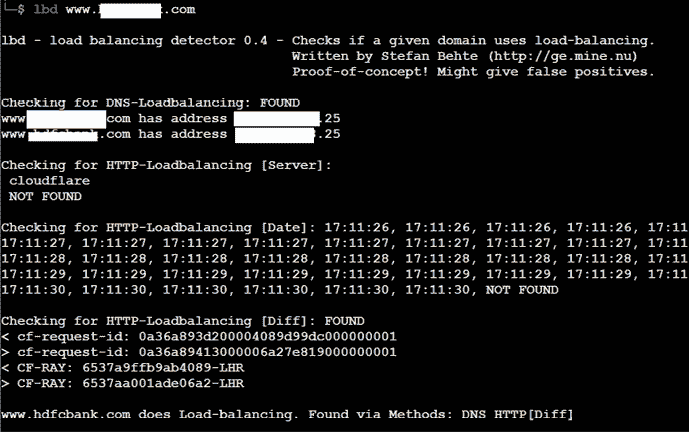 └─$ lbd www. .com
lbd - load balancing detector 0.4 - Checks if a given domain uses load-balancing.
Written by Stefan Behte (http://ge.mine.nu)
Proof-of-concept! Might give false positives.
Checking for DNS-Loadbalancing: FOUND
www com has address .25
www. .com has address .25
Checking for HTTP-Loadbalancing [Server]:
cloudflare
NOT FOUND
Checking for HTTP-Loadbalancing [Date]: 17:11:26, 17:11:26, 17:11:26, 17:11:26, 17:11
17:11:27, 17:11:27, 17:11:27, 17:11:27, 17:11:27, 17:11:27, 17:11:27, 17:11:27, 17:11
17:11:28, 17:11:28, 17:11:28, 17:11:28, 17:11:28, 17:11:28, 17:11:28, 17:11:28, 17:11
17:11:29, 17:11:29, 17:11:29, 17:11:29, 17:11:29, 17:11:29, 17:11:29, 17:11:29, 17:11
17:11:30, 17:11:30, 17:11:30, 17:11:30, 17:11:30, 17:11:30, NOT FOUND
Checking for HTTP-Loadbalancing [Diff]: FOUND
< cf-request-id: 0a36a893d200004089d99dc000000001
> cf-request-id: 0a36a89413000006a27e819000000001
< CF-RAY: 6537a9ffb9ab4089-LHR
> CF-RAY: 6537aa001ade06a2-LHR
www.hdfcbank.com does Load-balancing. Found via Methods: DNS HTTP[Diff]